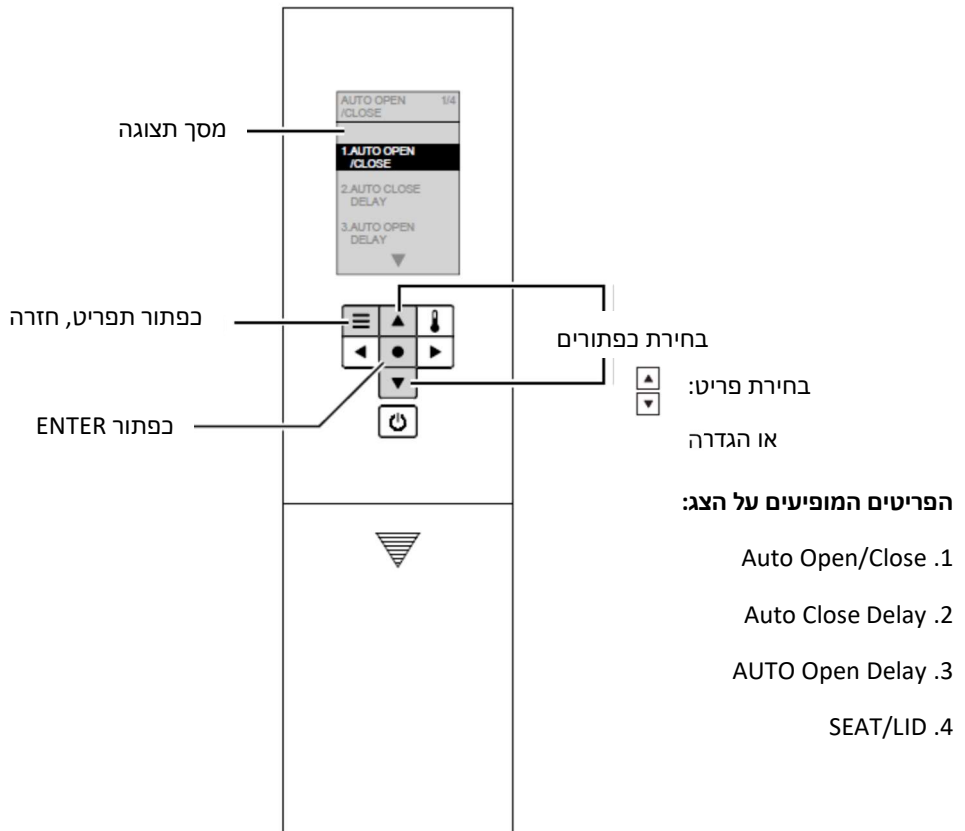 AUTO OPEN
/CLOSE
1/4
מסך תצוגה
1.AUTO OPEN
/CLOSE
2.AUTO CLOSE
DELAY
3.AUTO OPEN
DELAY
כפתור תפריט, חזרה
בחירת כפתורים
בחירת פריט:
או הגדרה
כפתור ENTER
הפריטים המופיעים על הצג:
1. Auto Open/Close
2. Auto Close Delay
3. AUTO Open Delay
4. SEAT/LID